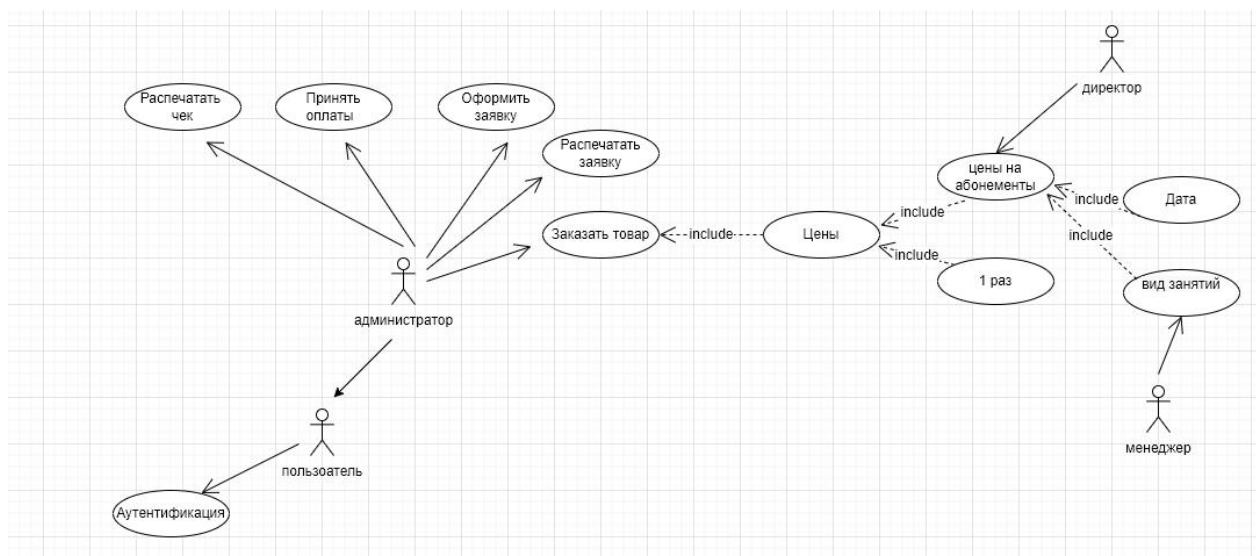 директор
Распечатать
чек
Принять
оплаты
Оформить
заявку
Распечатать
заявку
цены на
абонементы
include
Дата
include
include
Заказать товар
include
Цены
include
1 раз
вид занятий
администратор
менеджер
пользоатель
Аутентификация